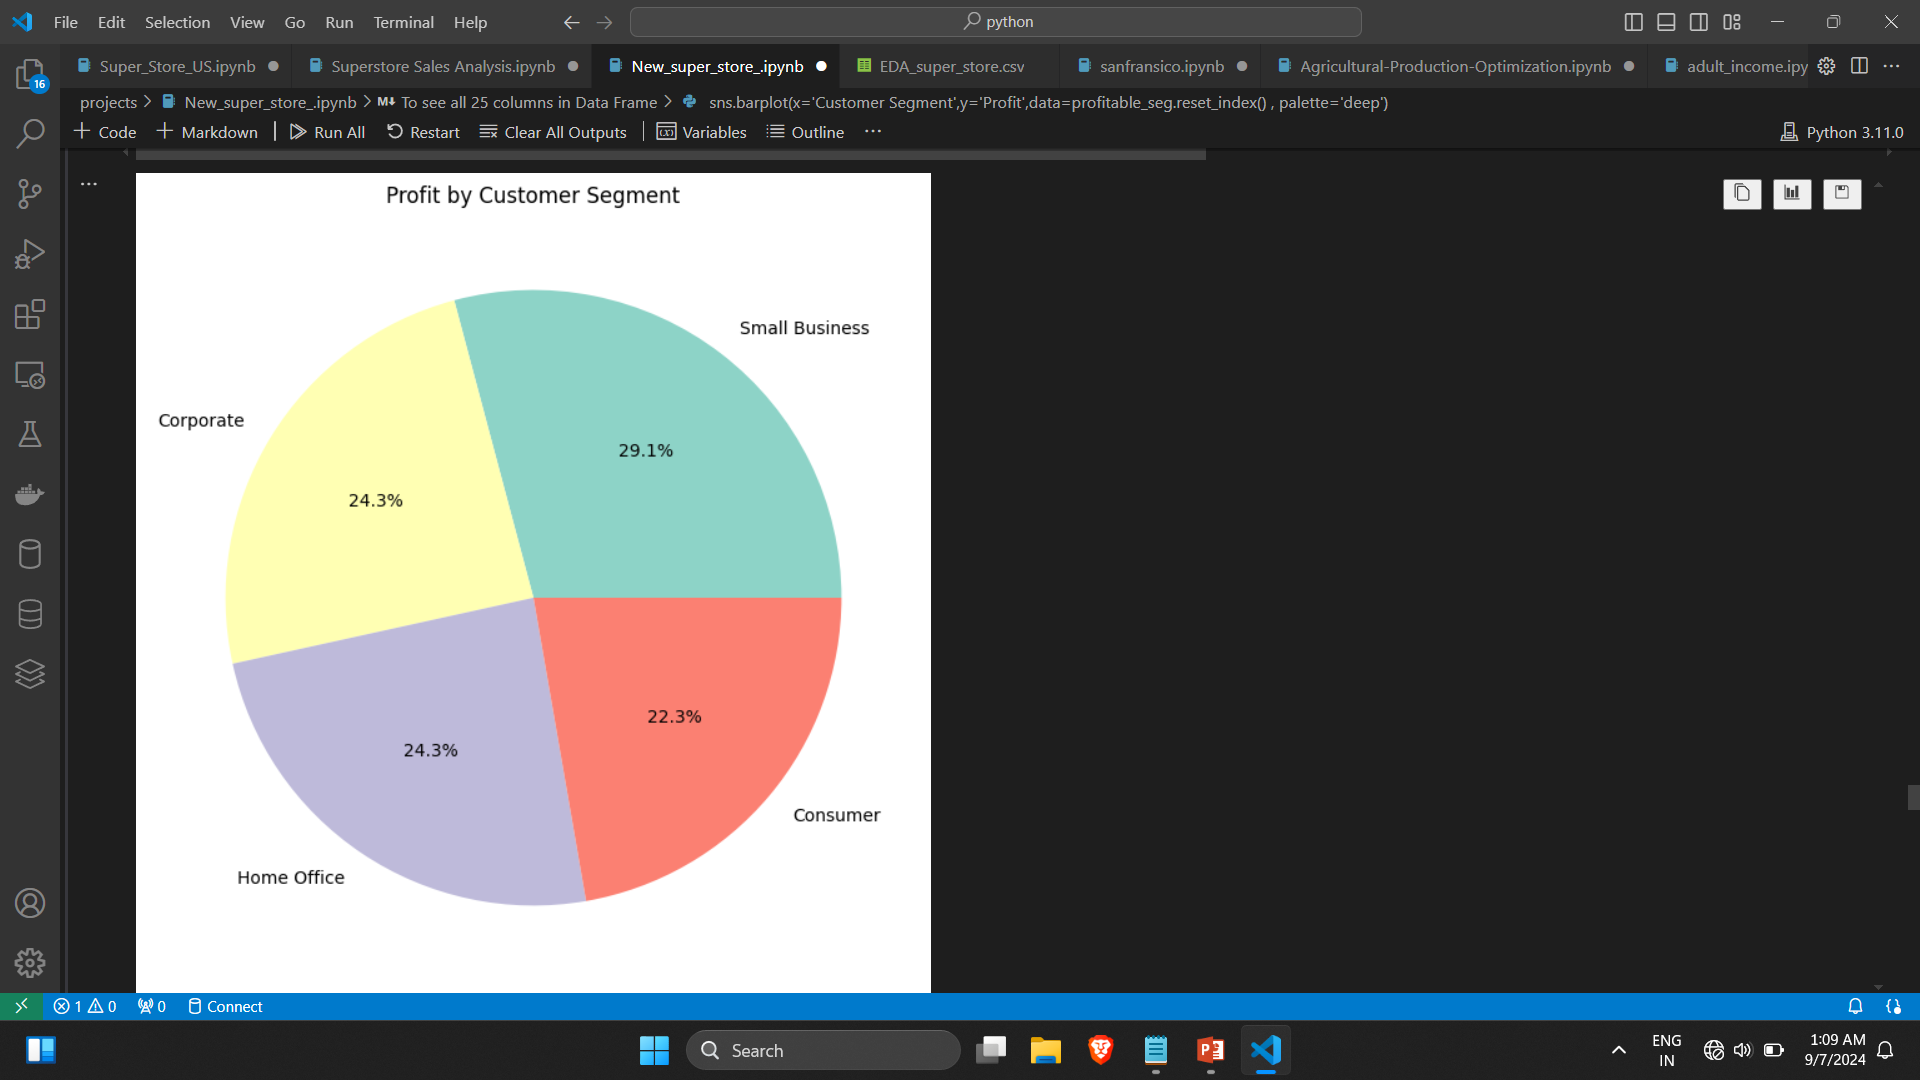 File Edit Selection View Go Run Terminal Help
python
16
Super_Store_US.ipynb Superstore Sales Analysis.ipynb New_super_store_.ipynb EDA_super_store.csv sanfransico.ipynb Agricultural-Production-Optimization.ipynb adult_income.ipy
projects > New_super_store_.ipynb > M↓ To see all 25 columns in Data Frame > sns.barplot(x='Customer Segment',y='Profit',data=profitable_seg.reset_index() , palette='deep')
+ Code + Markdown | Run All Restart Clear All Outputs | Variables Outline ...
Python 3.11.0
...
Profit by Customer Segment
Small Business
Corporate
29.1%
24.3%
22.3%
24.3%
Consumer
Home Office
1 0 0 Connect
Search
ENG
IN
1:09 AM
9/7/2024